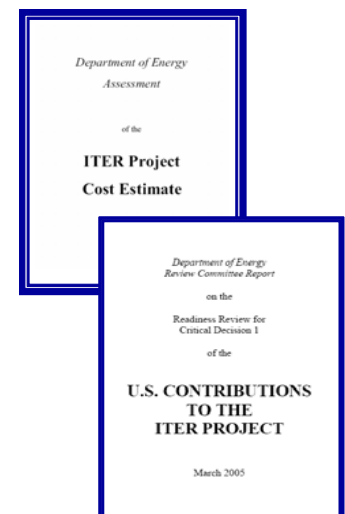 Department of Energy
Assessment
of the
ITER Project
Cost Estimate
Department of Energy
Review Committee Report
on the
Readiness Review for
Critical Decision 1
of the
U.S. CONTRIBUTIONS
TO THE
ITER PROJECT
March 2005